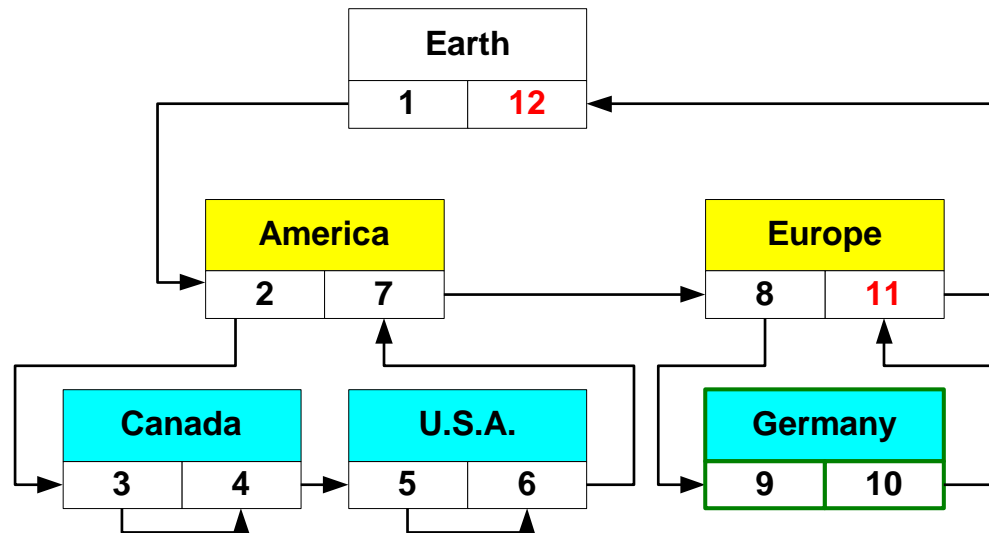 Earth
1 12
America
2 7
Europe
8 11
Canada
3 4
U.S.A.
5 6
Germany
9 10